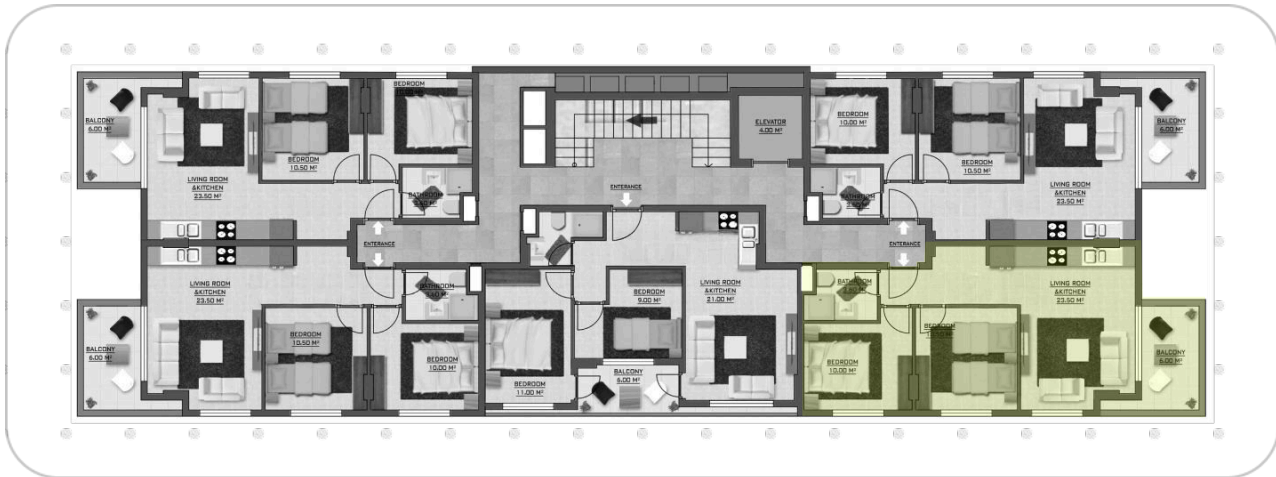 BEDROOM
BEDROOM
10.00 M²
ELEVATOR
4.00 M²
BALCONY
6.00 M²
BALCONY
6.00 M²
BEDROOM
10.50 M²
BEDROOM
10.50 M²
LIVING ROOM
&KITCHEN
23.50 M²
BATHROOM
ENTERANCE
BATHROOM
LIVING ROOM
&KITCHEN
23.50 M²
ENTERANCE
ENTERANCE
LIVING ROOM
&KITCHEN
23.50 M²
BATHROOM
BEDROOM
9.00 M²
LIVING ROOM
&KITCHEN
21.00 M²
BATHROOM
LIVING ROOM
&KITCHEN
23.50 M²
BEDROOM
10.50 M²
BEDROOM
BALCONY
6.00 M²
BEDROOM
10.00 M²
BEDROOM
11.00 M²
BALCONY
6.00 M²
BEDROOM
10.00 M²
BALCONY
6.00 M²